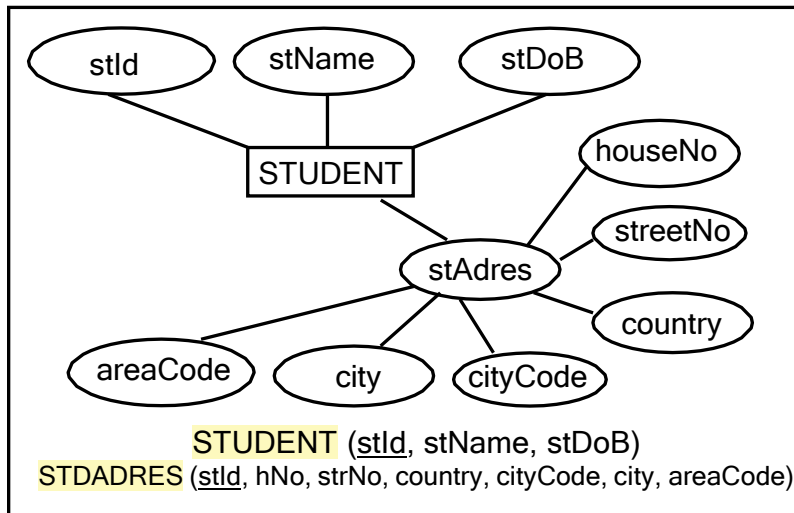 stId
stName
stDoB
STUDENT
houseNo
streetNo
stAdres
country
areaCode
city
cityCode
STUDENT (stId, stName, stDoB)
STDADRES (stId, hNo, strNo, country, cityCode, city, areaCode)